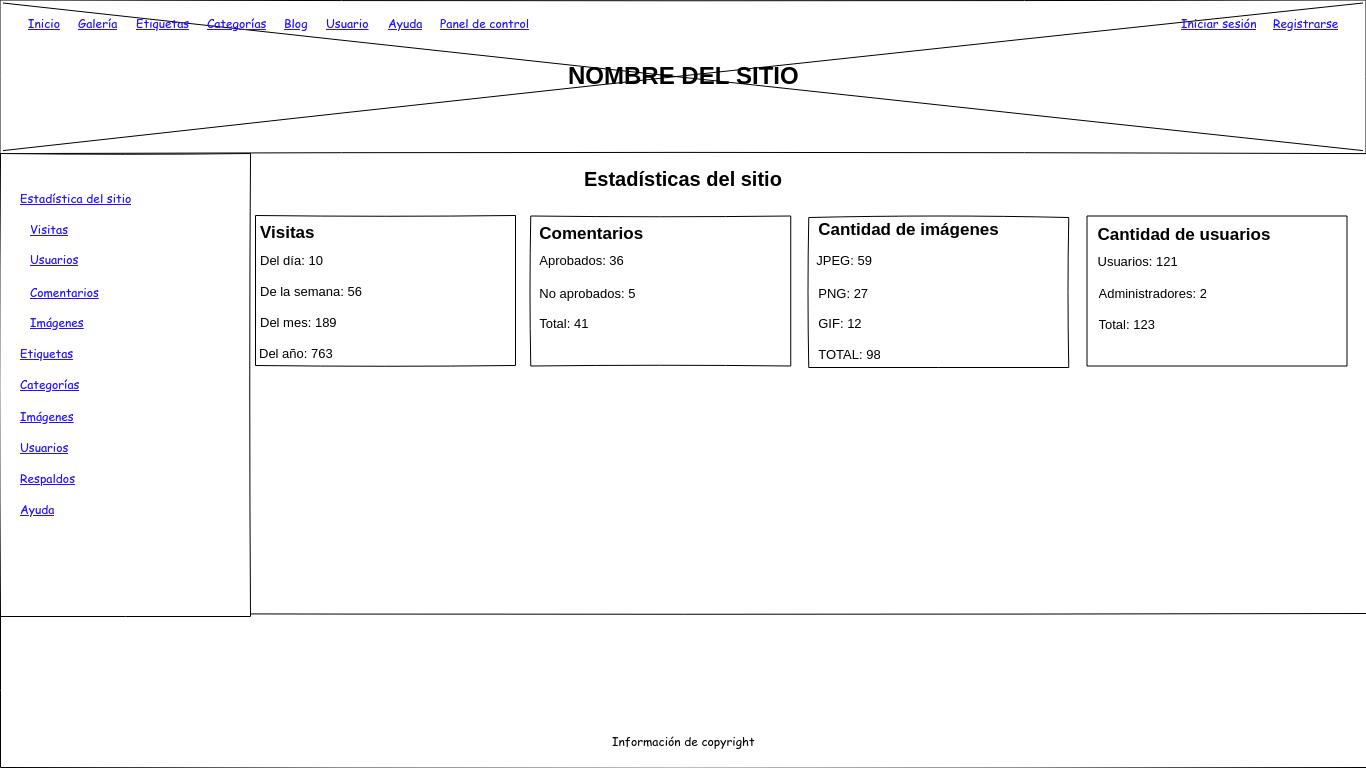 Inicio Galería Etiquetas Categorías Blog Usuario Ayuda Panel de control Iniciar sesión Registrarse
NOMBRE DEL SITIO
Estadística del sitio
Visitas
Usuarios
Comentarios
Imágenes
Etiquetas
Categorías
Imágenes
Usuarios
Respaldos
Ayuda
Estadísticas del sitio
Visitas
Del día: 10
De la semana: 56
Del mes: 189
Del año: 763
Comentarios
Aprobados: 36
No aprobados: 5
Total: 41
Cantidad de imágenes
JPEG: 59
PNG: 27
GIF: 12
TOTAL: 98
Cantidad de usuarios
Usuarios: 121
Administradores: 2
Total: 123
Información de copyright